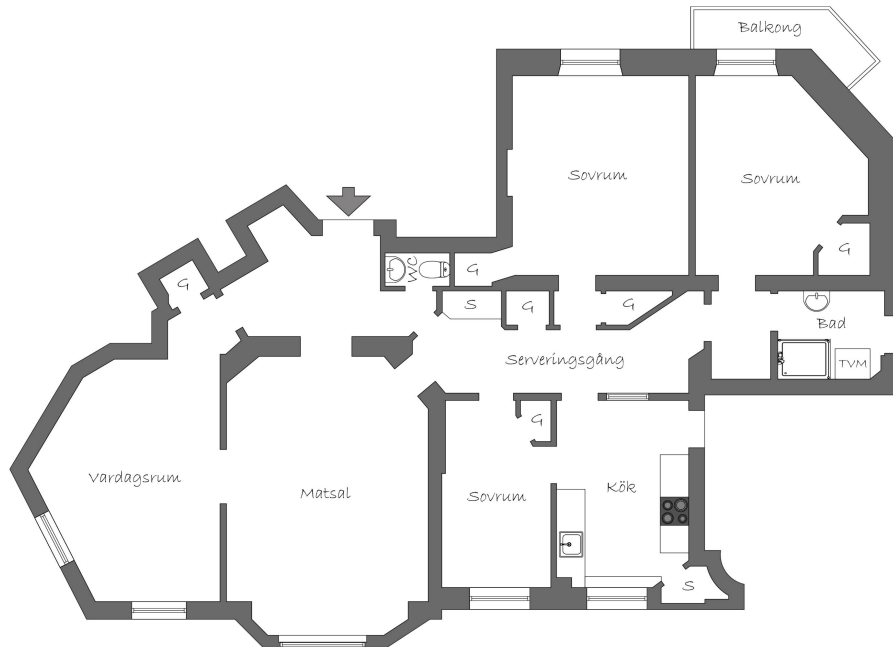 Balkong
Sovrum
Sovrum
G
WC
G
G
S
G
G
Bad
Serveringsgång
TVM
G
Vardagsrum
Matsal
Sovrum
Kök
S